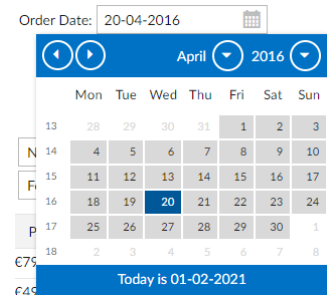 Order Date: 20-04-2016
April 2016
Mon Tue Wed Thu Fri Sat Sun
13 28 29 30 31 1 2 3
14 4 5 6 7 8 9 10
15 11 12 13 14 15 16 17
16 18 19 20 21 22 23 24
17 25 26 27 28 29 30 1
18 2 3 4 5 6 7 8
Today is 01-02-2021